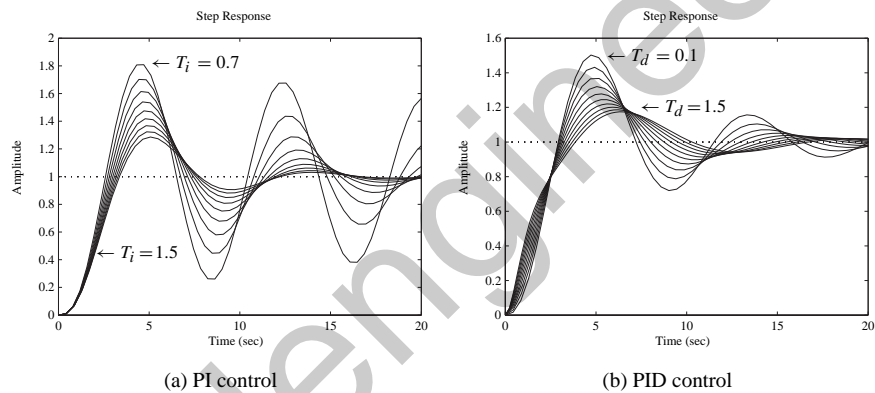 Step Response
2
1.8
1.6
1.4
1.2
1
0.8
0.6
0.4
0.2
0
Amplitude
← T_i = 0.7
← T_i = 1.5
0 5 10 15 20
Time (sec)
(a) PI control
Step Response
1.6
1.4
1.2
1
0.8
0.6
0.4
0.2
0
Amplitude
← T_d = 0.1
← T_d = 1.5
0 5 10 15 20
Time (sec)
(b) PID control
lenginee